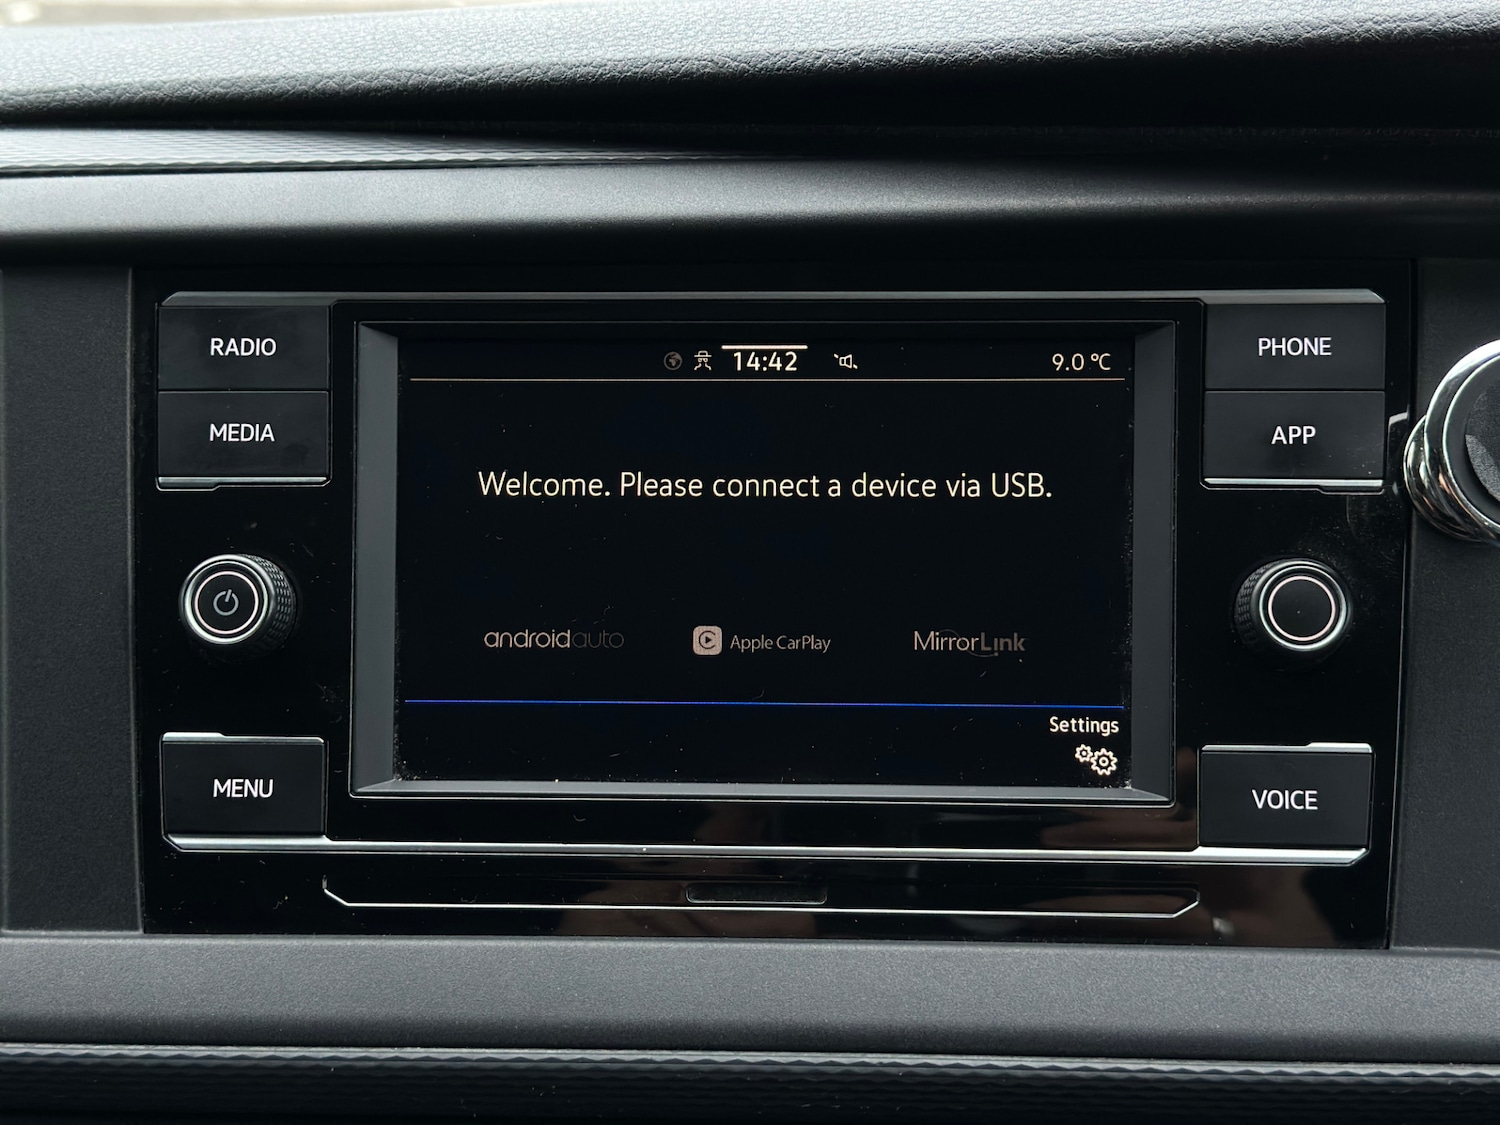 RADIO
MEDIA
14:42
9.0 °C
Welcome. Please connect a device via USB.
androidauto
Apple CarPlay
MirrorLink
Settings
PHONE
APP
MENU
VOICE